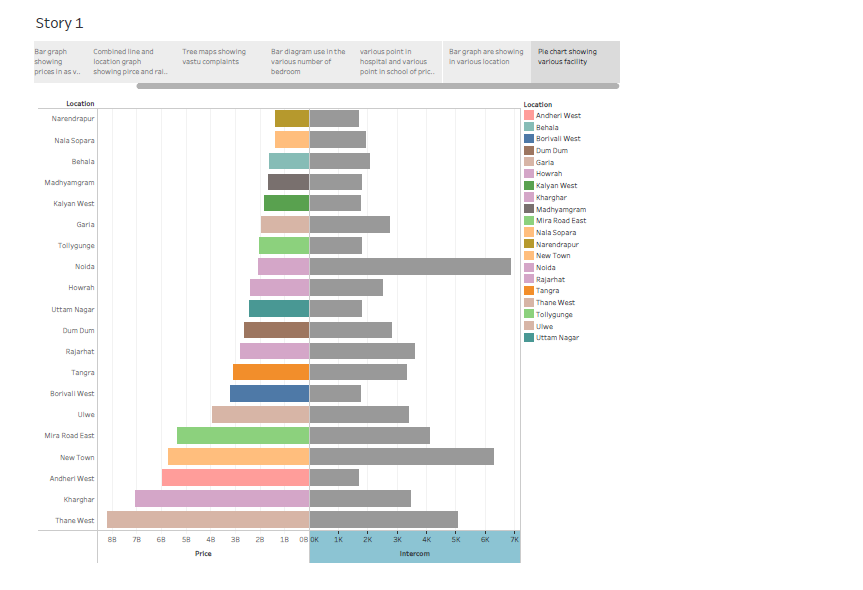 Story 1
Bar graph
showing
prices in as v..
Combined line and
location graph
showing pirce and rai..
Tree maps showing
vastu complaints
Bar diagram use in the
various number of
bedroom
various point in
hospital and various
point in school of pric..
Bar graph are showing
in various location
Pie chart showing
various facility
Location
Narendrapur
Nala Sopara
Behala
Madhyamgram
Kalyan West
Garia
Tollygunge
Noida
Howrah
Uttam Nagar
Dum Dum
Rajarhat
Tangra
Borivali West
Ulwe
Mira Road East
New Town
Andheri West
Kharghar
Thane West
8B 7B 6B 5B 4B 3B 2B 1B 0B 0K 1K 2K 3K 4K 5K 6K 7K
Price Intercom
Location
Andheri West
Behala
Borivali West
Dum Dum
Garia
Howrah
Kalyan West
Kharghar
Madhyamgram
Mira Road East
Nala Sopara
Narendrapur
New Town
Noida
Rajarhat
Tangra
Thane West
Tollygunge
Ulwe
Uttam Nagar